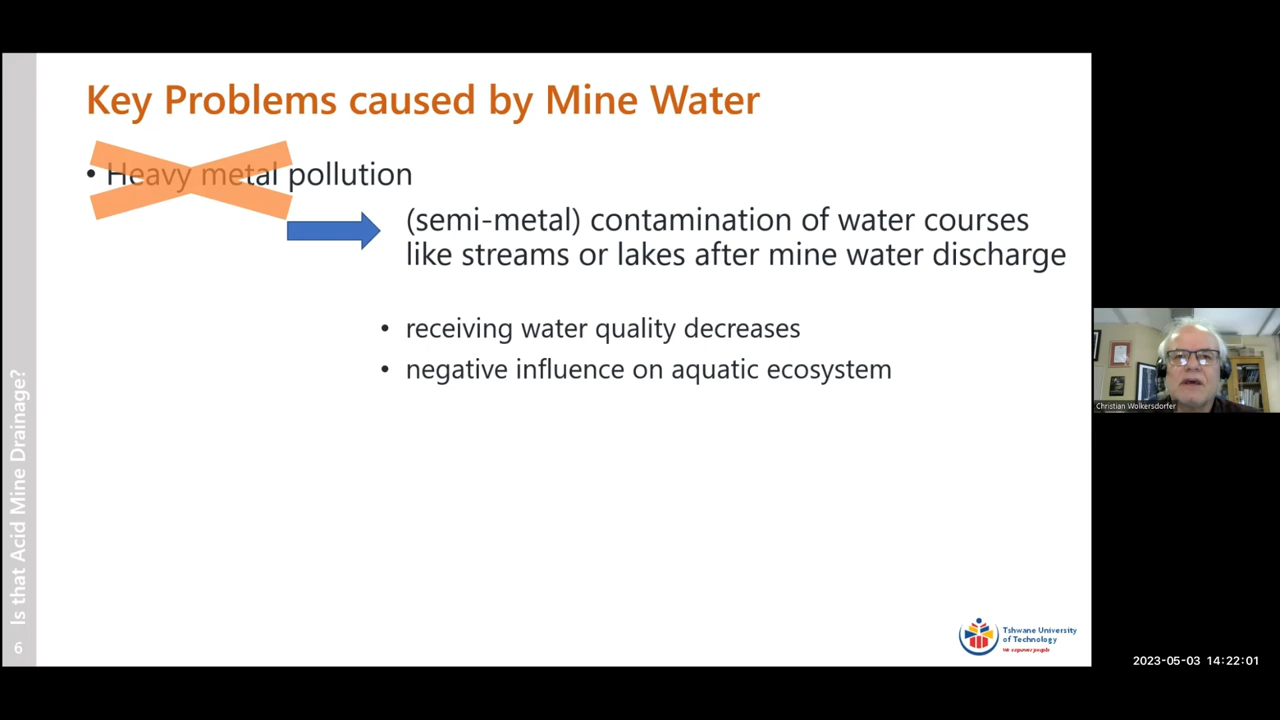 Key Problems caused by Mine Water
• Heavy metal pollution
(semi-metal) contamination of water courses
like streams or lakes after mine water discharge
• receiving water quality decreases
• negative influence on aquatic ecosystem
Is that Acid Mine Drainage?
6
Tshwane University
of Technology
We empower people
Christian Wolkersdorfer
2023-05-03 14:22:01